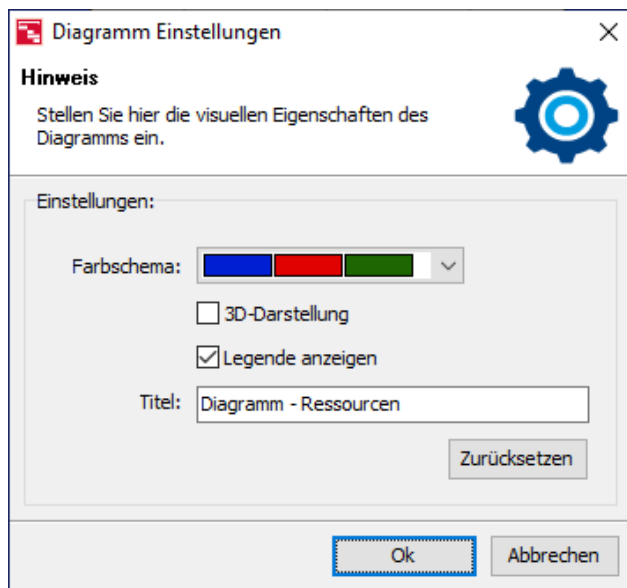 Diagramm Einstellungen
Hinweis
Stellen Sie hier die visuellen Eigenschaften des
Diagramms ein.
Einstellungen:
Farbschema:
3D-Darstellung
Legende anzeigen
Titel: Diagramm - Ressourcen
Zurücksetzen
Ok Abbrechen